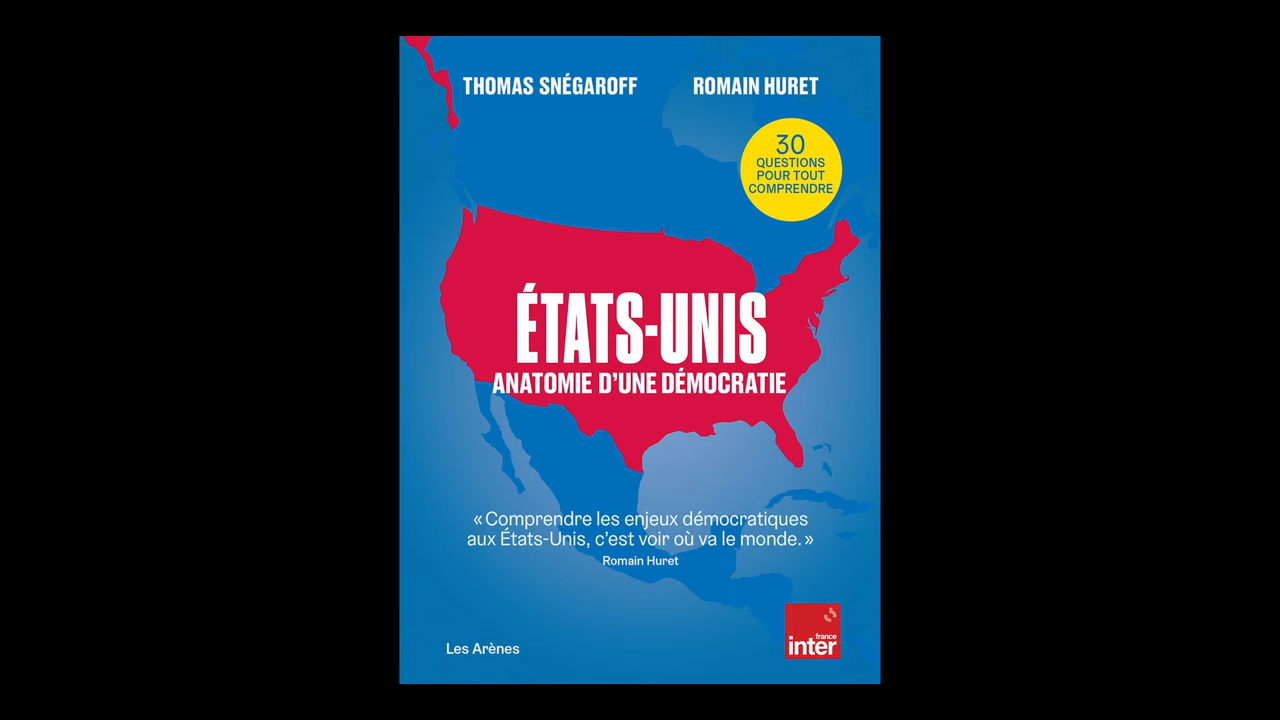 THOMAS SNÉGAROFF
ROMAIN HURET
30
QUESTIONS
POUR TOUT
COMPRENDRE
ÉTATS-UNIS
ANATOMIE D’UNE DÉMOCRATIE
« Comprendre les enjeux démocratiques
aux États-Unis, c’est voir où va le monde. »
Romain Huret
Les Arènes
france
inter